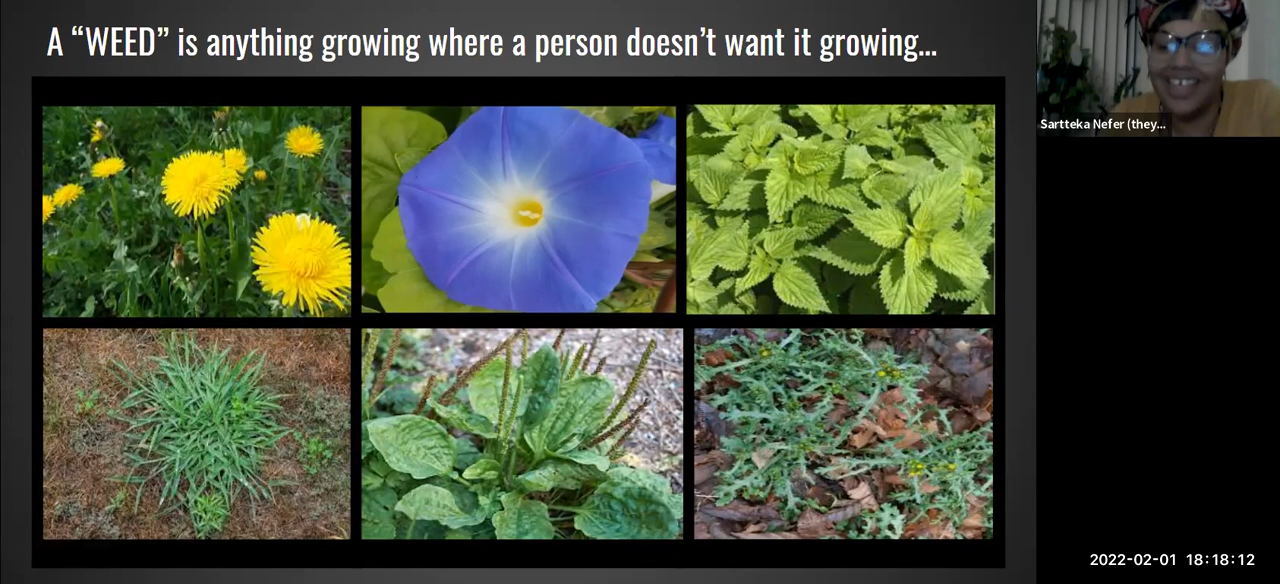 A “WEED” is anything growing where a person doesn’t want it growing...
Sartteka Nefer (they...
2022-02-01 18:18:12